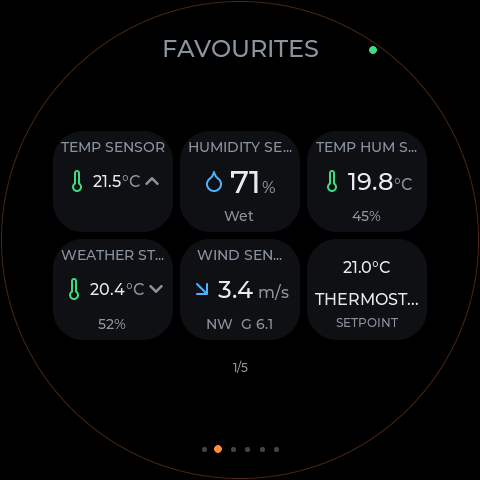 FAVOURITES
TEMP SENSOR
21.5°C
HUMIDITY SE...
71%
Wet
TEMP HUM S...
19.8°C
45%
WEATHER ST...
20.4°C
52%
WIND SEN...
3.4 m/s
NW G 6.1
21.0°C
THERMOST...
SETPOINT
1/5